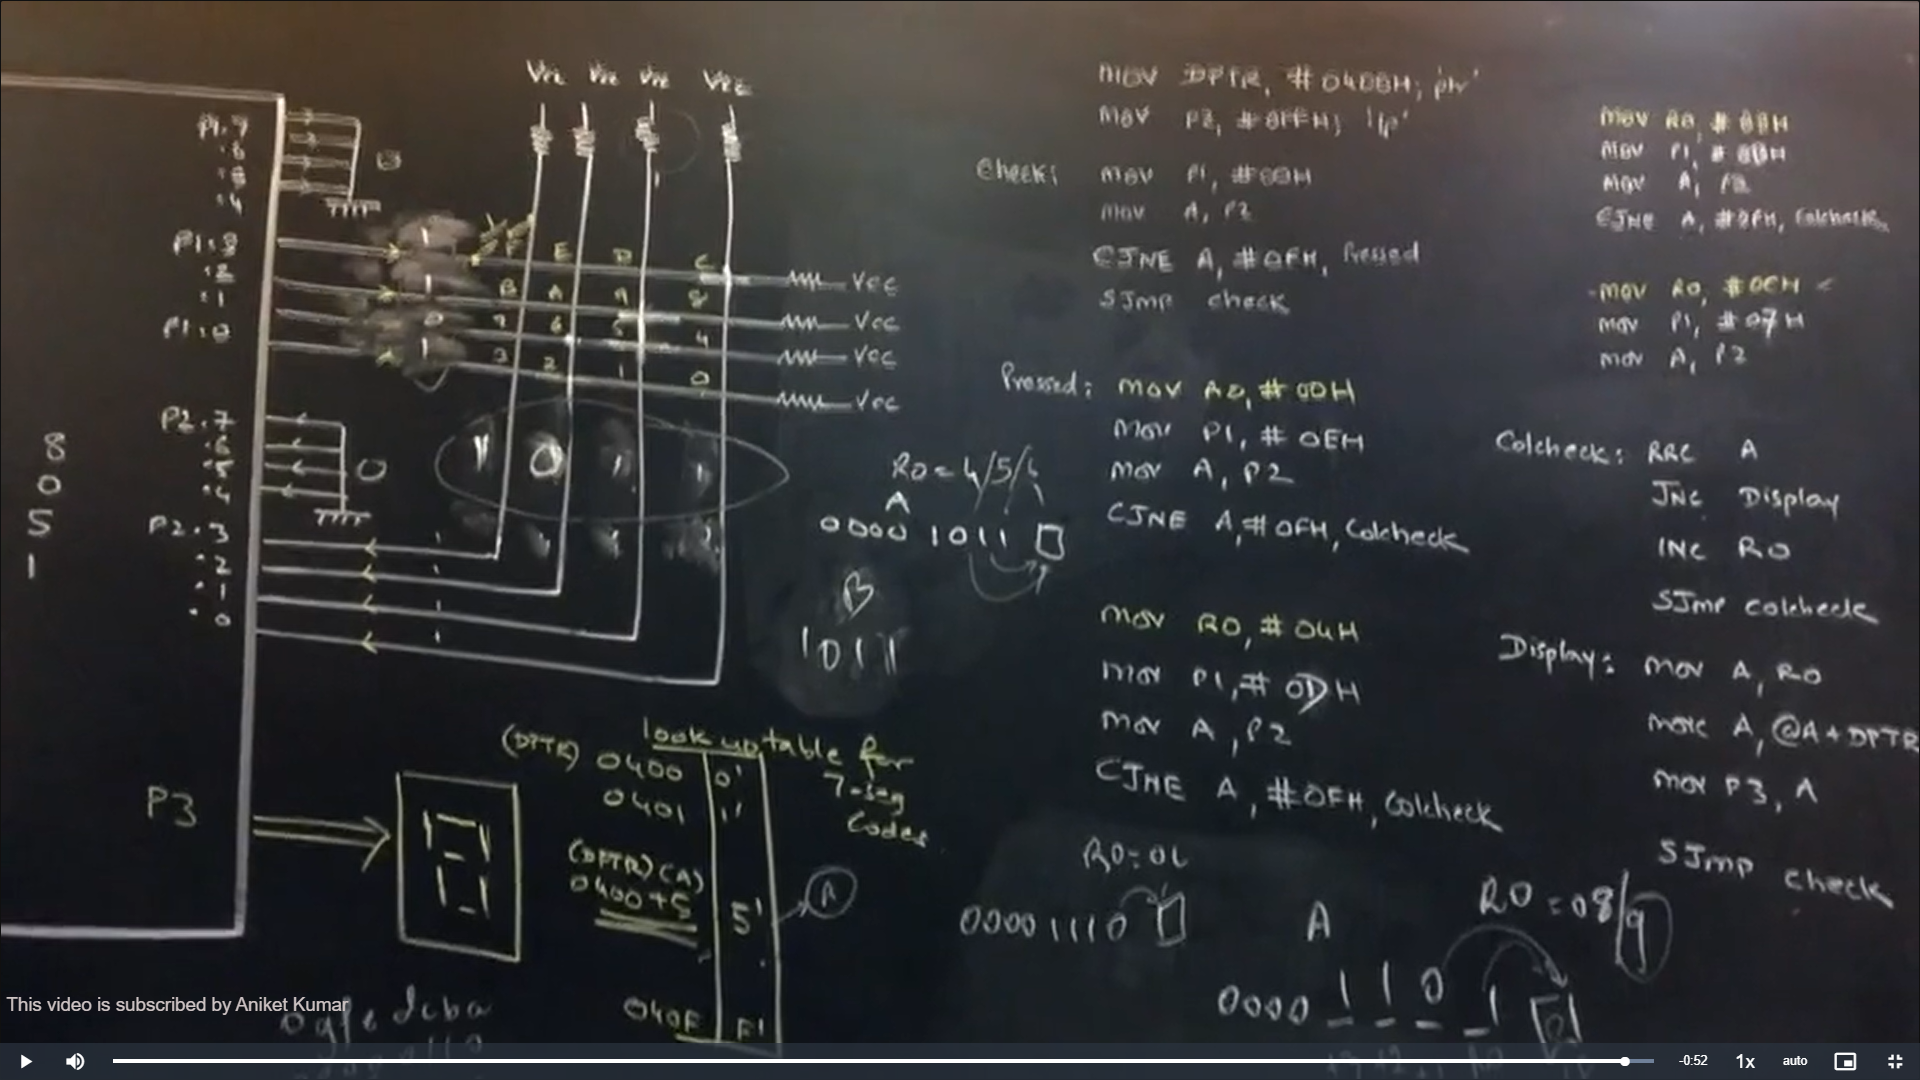 Vcc Vcc Vcc Vcc
P1.7
.6
.5
.4
P1.3
.2
.1
P1.0
0
F E D C
B A 9 8
7 6 5 4
3 2 1 0
Vcc
Vcc
Vcc
Vcc
P2.7
.6
.5
.4
P2.3
.2
.1
.0
0
8
0
5
1
1 0 1 1
R0 = 4/5/6
A
0000 1011
B
1011
P3
look up table for
7-seg
Codes
(DPTR) 0400 0'
0401 1'
(DPTR) (A)
0400+5 5'
A
040F F'
MOV DPTR, #0400H; 'ptr'
MOV P2, #0FFH; 'i/p'
Check: MOV P1, #00H
MOV A, P2
CJNE A, #0FH, Pressed
SJmp check
Pressed: MOV R0, #00H
MOV P1, #0EH
MOV A, P2
CJNE A, #0FH, Colcheck
MOV R0, #04H
MOV P1, #0DH
MOV A, P2
CJNE A, #0FH, Colcheck
MOV R0, #08H
MOV P1, #0BH
MOV A, P2
CJNE A, #0FH, Colcheck
MOV R0, #0CH
MOV P1, #07H
MOV A, P2
Colcheck: RRC A
JNC Display
INC R0
SJmp colcheck
Display: MOV A, R0
MOVC A, @A+DPTR
MOV P3, A
SJmp check
R0=0
00001110
R0=08/9
A
0000 1 1 0 1
This video is subscribed by Aniket Kumar
-0:52
1x
auto